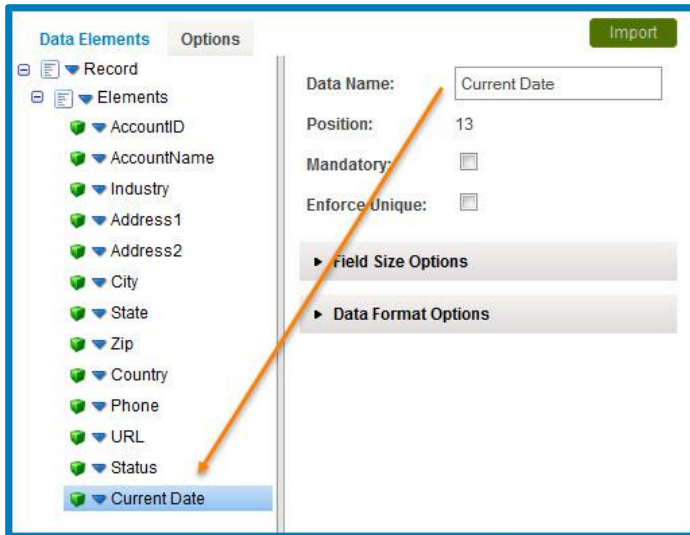 Data Elements Options Import
Record
Elements
AccountID
AccountName
Industry
Address1
Address2
City
State
Zip
Country
Phone
URL
Status
Current Date
Data Name: Current Date
Position: 13
Mandatory:
Enforce Unique:
Field Size Options
Data Format Options